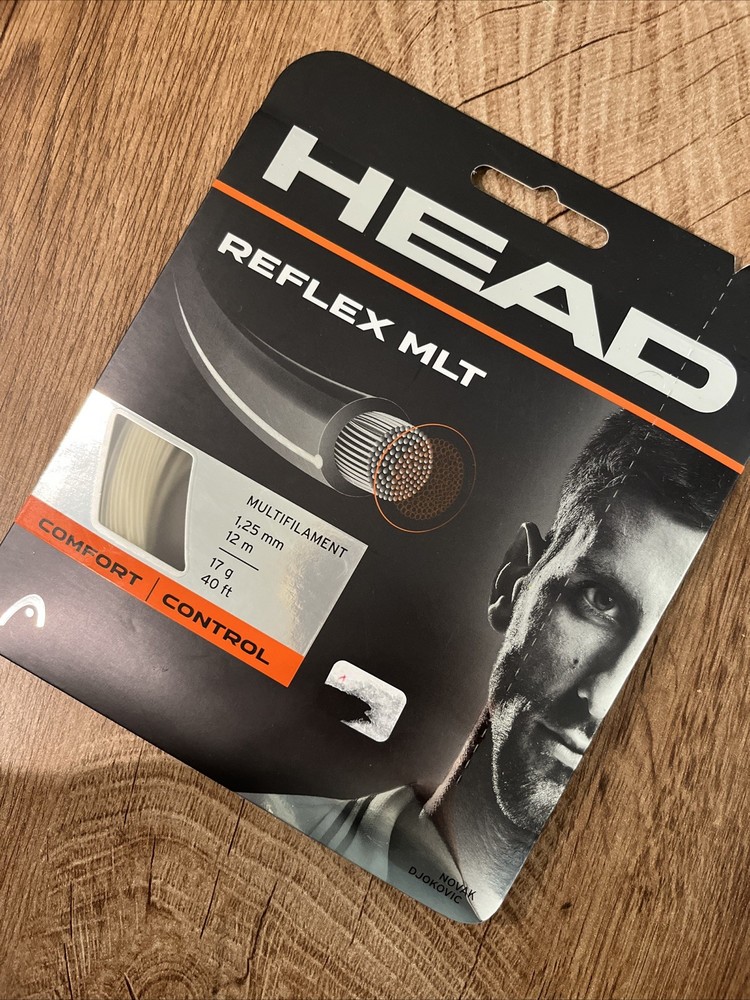 HEAD
REFLEX MLT
MULTIFILAMENT
1,25 mm
12 m
17 g
40 ft
COMFORT | CONTROL
NOVAK
DJOKOVIC